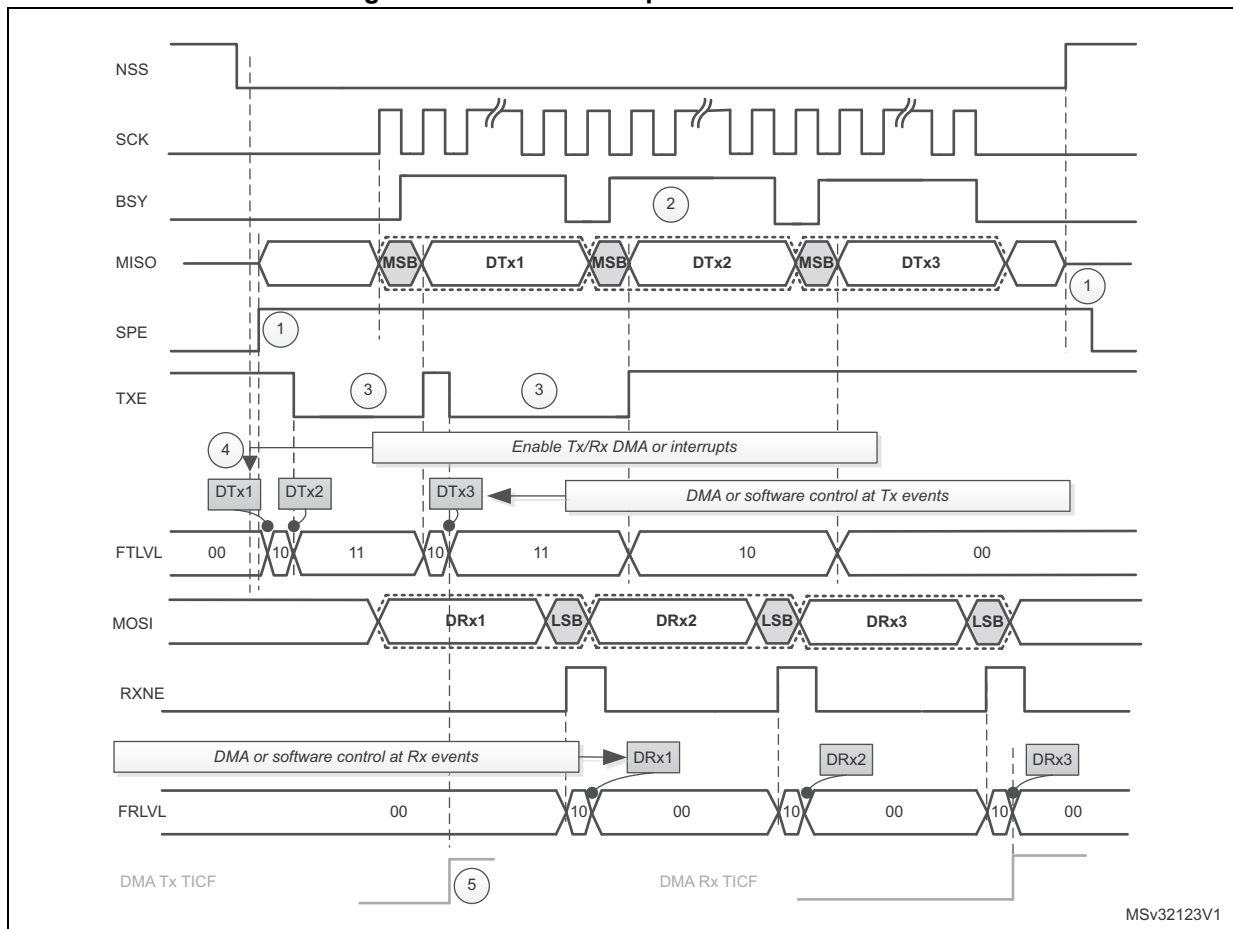 NSS
SCK
BSY
2
MISO
MSB DTx1 MSB DTx2 MSB DTx3
1
SPE
1
TXE
3 3
4
Enable Tx/Rx DMA or interrupts
DTx1 DTx2 DTx3
DMA or software control at Tx events
FTLVL 00 10 11 10 11 10 00
MOSI DRx1 LSB DRx2 LSB DRx3 LSB
RXNE
DMA or software control at Rx events
DRx1 DRx2 DRx3
FRLVL 00 10 00 10 00 10 00
DMA Tx TICF 5 DMA Rx TICF
MSv32123V1